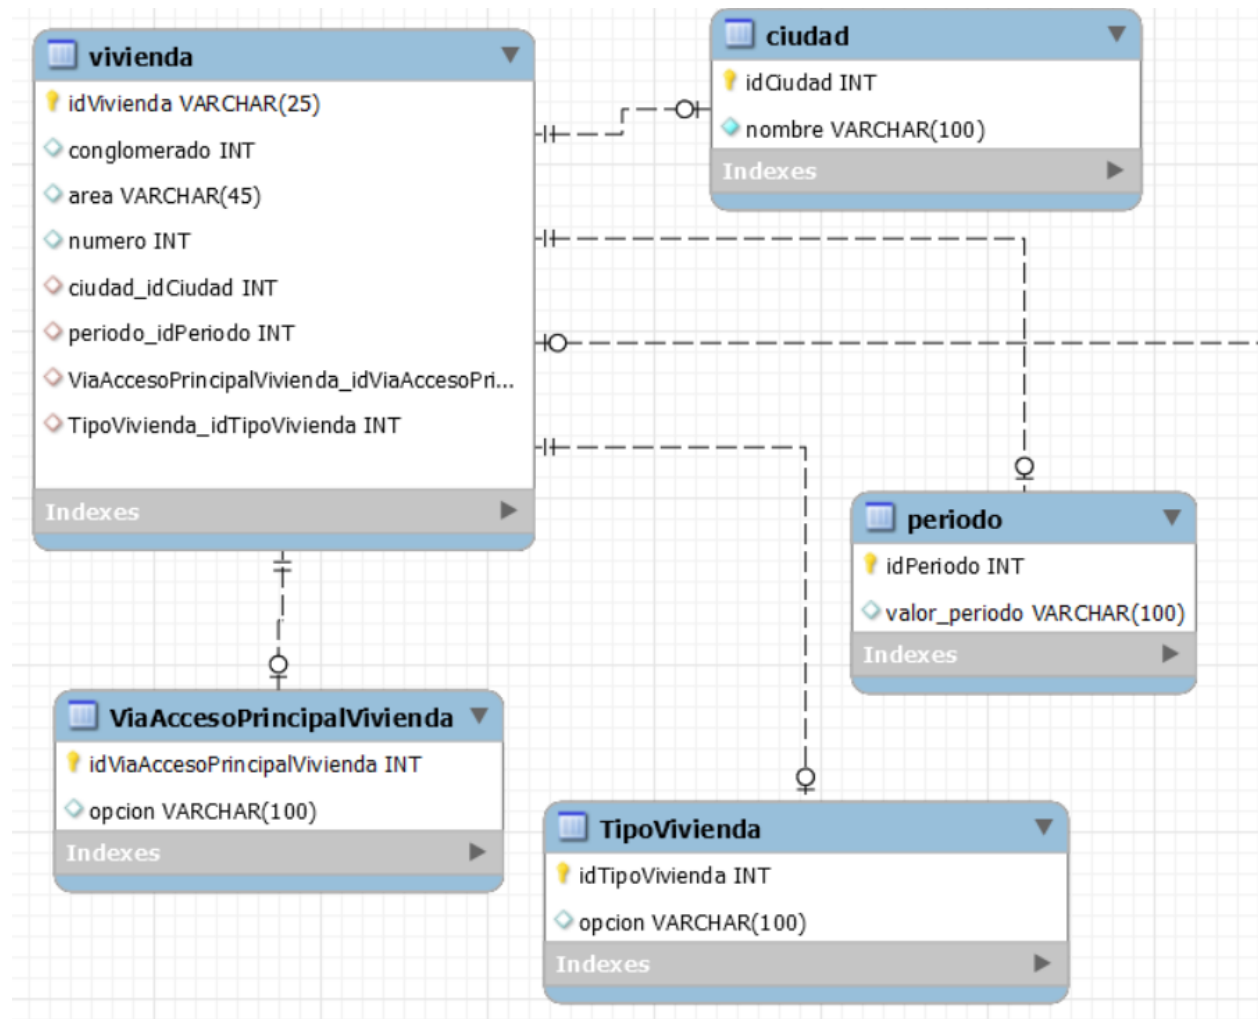 vivienda
idVivienda VARCHAR(25)
conglomerado INT
area VARCHAR(45)
numero INT
ciudad_idCiudad INT
periodo_idPeriodo INT
ViaAccesoPrincipalVivienda_idViaAccesoPri...
TipoVivienda_idTipoVivienda INT
Indexes
ciudad
idCiudad INT
nombre VARCHAR(100)
Indexes
periodo
idPeriodo INT
valor_periodo VARCHAR(100)
Indexes
ViaAccesoPrincipalVivienda
idViaAccesoPrincipalVivienda INT
opcion VARCHAR(100)
Indexes
TipoVivienda
idTipoVivienda INT
opcion VARCHAR(100)
Indexes